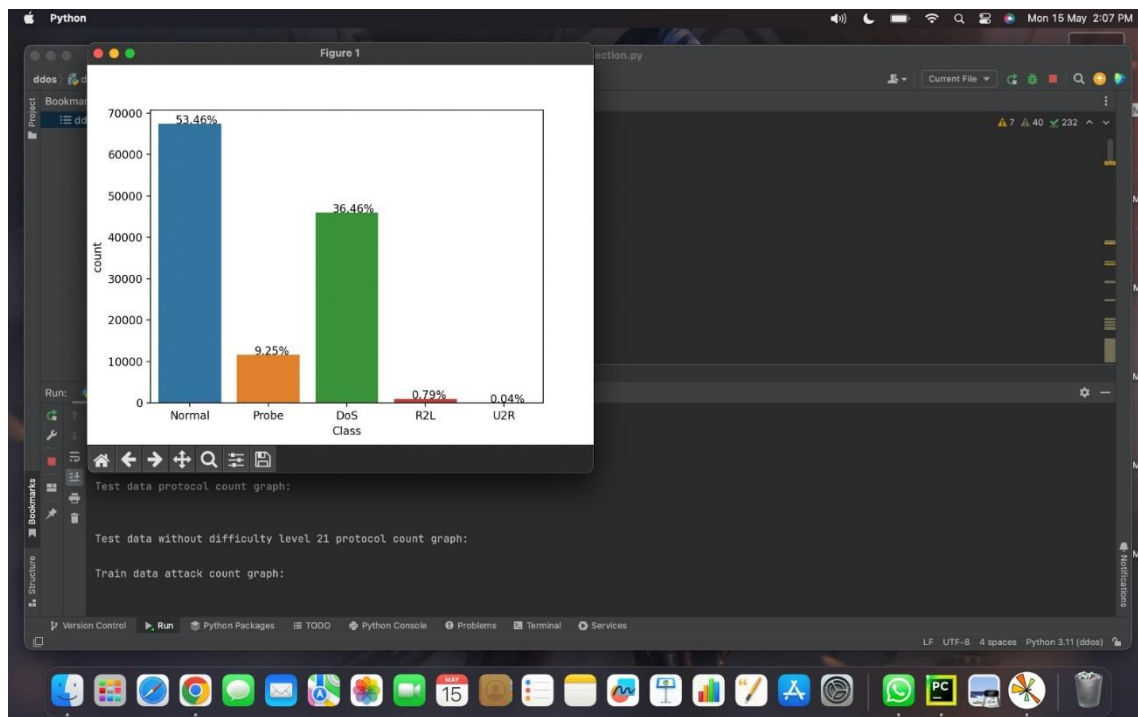 Python
Mon 15 May 2:07 PM
Figure 1
ection.py
ddos
Current File
Project
Bookmar
dd
7 40 232
70000
60000
50000
40000
30000
20000
10000
0
count
53.46%
9.25%
36.46%
0.79%
0.04%
Normal Probe DoS R2L U2R
Class
Run:
Bookmarks
Structure
Notifications
Test data protocol count graph:
Test data without difficulty level 21 protocol count graph:
Train data attack count graph:
Version Control Run Python Packages TODO Python Console Problems Terminal Services
LF UTF-8 4 spaces Python 3.11 (ddos)
MAY
15
PC